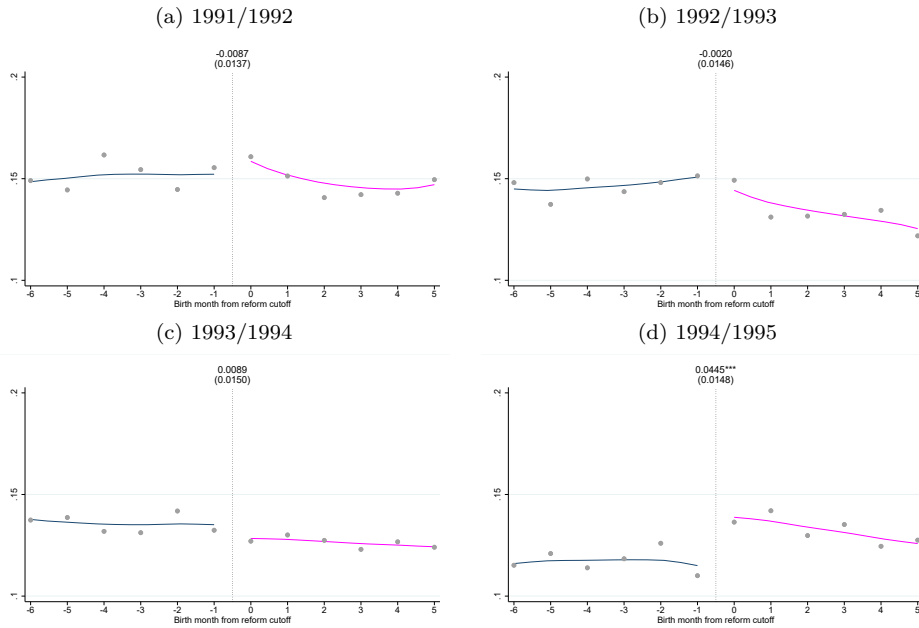 (a) 1991/1992
-0.0087
(0.0137)
.2
.15
.1
-6 -5 -4 -3 -2 -1 0 1 2 3 4 5
Birth month from reform cutoff
(b) 1992/1993
-0.0020
(0.0146)
.2
.15
.1
-6 -5 -4 -3 -2 -1 0 1 2 3 4 5
Birth month from reform cutoff
(c) 1993/1994
0.0089
(0.0150)
.2
.15
.1
-6 -5 -4 -3 -2 -1 0 1 2 3 4 5
Birth month from reform cutoff
(d) 1994/1995
0.0445***
(0.0148)
.2
.15
.1
-6 -5 -4 -3 -2 -1 0 1 2 3 4 5
Birth month from reform cutoff